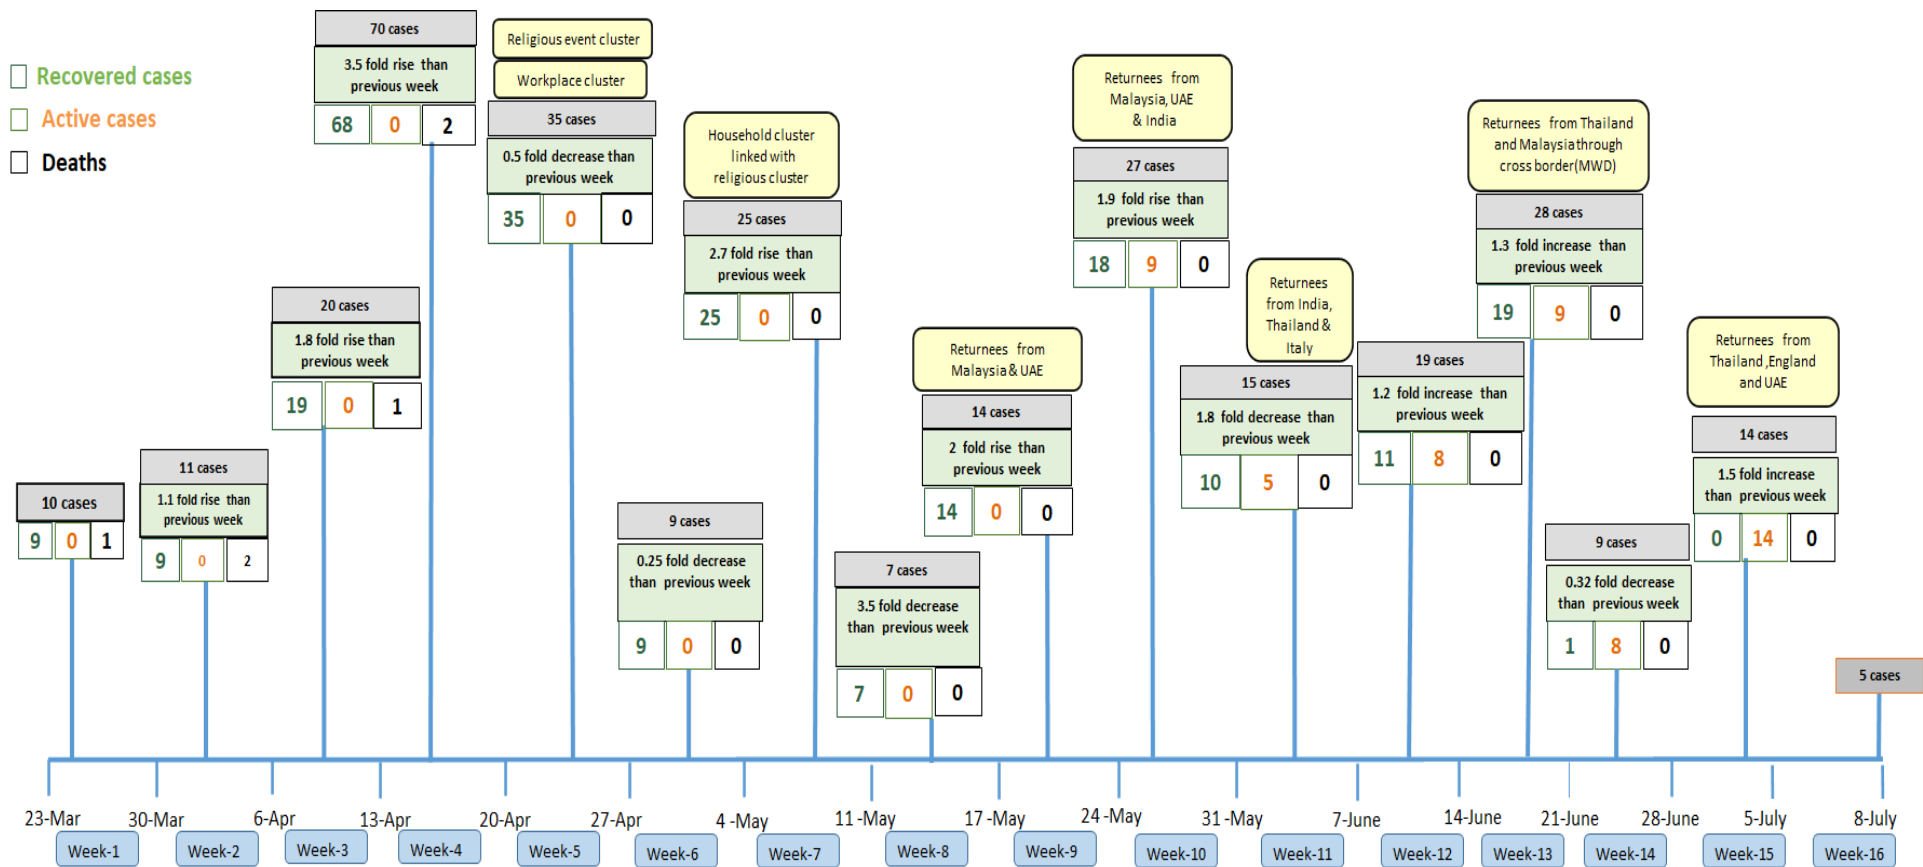 Recovered cases
Active cases
Deaths
10 cases
9 0 1
11 cases
1.1 fold rise than
previous week
9 0 2
20 cases
1.8 fold rise than
previous week
19 0 1
70 cases
3.5 fold rise than
previous week
68 0 2
Religious event cluster
Workplace cluster
35 cases
0.5 fold decrease than
previous week
35 0 0
9 cases
0.25 fold decrease
than previous week
9 0 0
Household cluster
linked with
religious cluster
25 cases
2.7 fold rise than
previous week
25 0 0
7 cases
3.5 fold decrease
than previous week
7 0 0
Returnees from
Malaysia & UAE
14 cases
2 fold rise than
previous week
14 0 0
Returnees from
Malaysia, UAE
& India
27 cases
1.9 fold rise than
previous week
18 9 0
Returnees
from India,
Thailand &
Italy
15 cases
1.8 fold decrease than
previous week
10 5 0
19 cases
1.2 fold increase than
previous week
11 8 0
Returnees from Thailand
and Malaysia through
cross border(MWD)
28 cases
1.3 fold increase than
previous week
19 9 0
9 cases
0.32 fold decrease
than previous week
1 8 0
Returnees from
Thailand ,England
and UAE
14 cases
1.5 fold increase
than previous week
0 14 0
5 cases
23-Mar 30-Mar 6-Apr 13-Apr 20-Apr 27-Apr 4 -May 11 -May 17-May 24-May 31-May 7-June 14-June 21-June 28-June 5-July 8-July
Week-1 Week-2 Week-3 Week-4 Week-5 Week-6 Week-7 Week-8 Week-9 Week-10 Week-11 Week-12 Week-13 Week-14 Week-15 Week-16